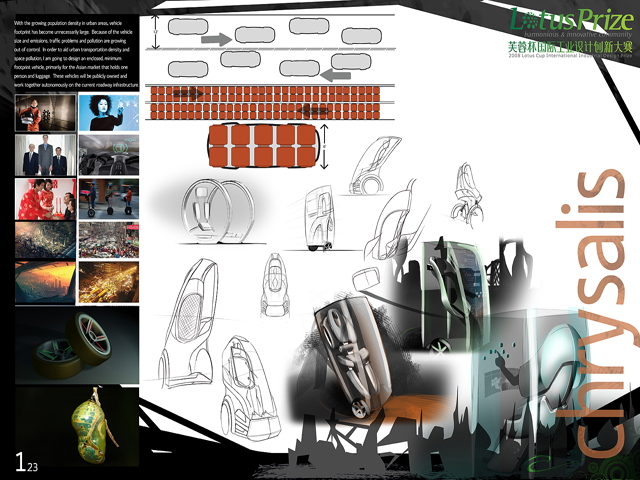 With the growing population density in urban areas, vehicle
footprint has become unnecessarily large. Because of the vehicle
size and emissions, traffic problems and pollution are growing
out of control. In order to aid urban transportation density and
space pollution, I am going to design an enclosed, minimum
footprint vehicle, primarily for the Asian market that holds one
person and luggage. These vehicles will be publicly owned and
work together autonomously on the current roadway infrastructure.
LotusPrize
harmonious & innovative community
芙蓉杯国际工业设计创新大赛
2008 Lotus Cup International Industrial Design Prize
chrysalis
123